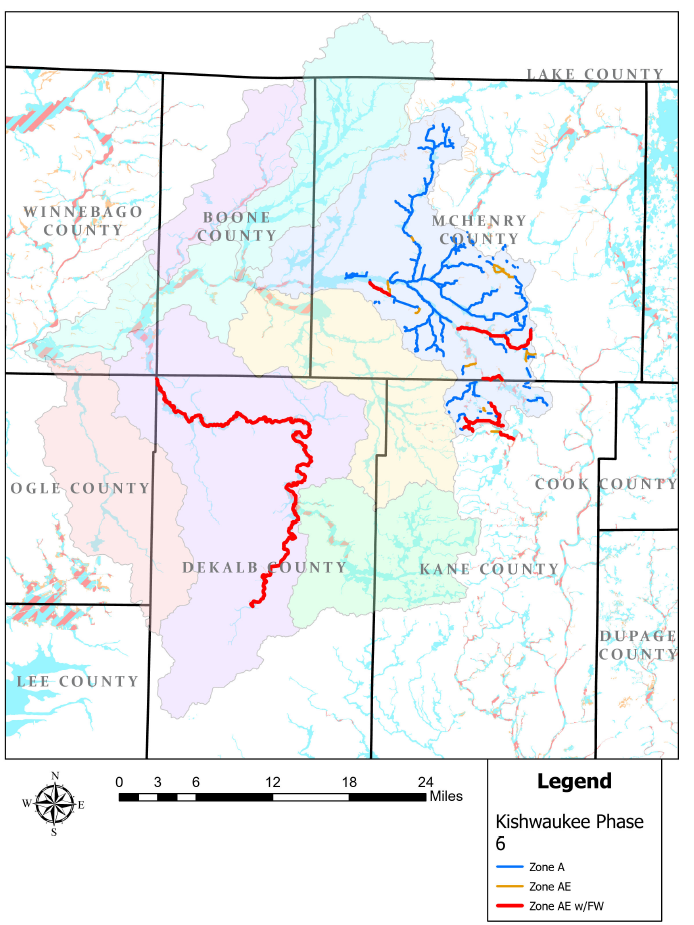 LAKE COUNTY
WINNEBAGO
COUNTY
BOONE
COUNTY
MCHENRY
COUNTY
OGLE COUNTY
COOK COUNTY
DEKALB COUNTY
KANE COUNTY
DUPAGE
COUNTY
LEE COUNTY
N
W
E
S
0 3 6 12 18 24
Miles
Legend
Kishwaukee Phase
6
Zone A
Zone AE
Zone AE w/FW